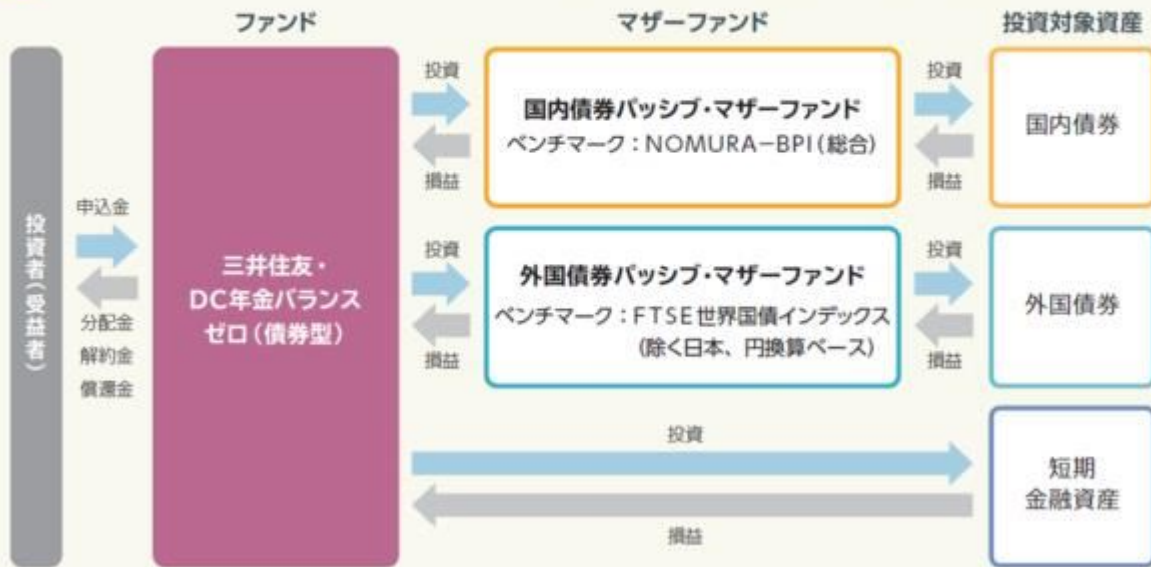 ファンド
マザーファンド
投資対象資産
投資者(受益者)
申込金
分配金
解約金
償還金
三井住友・
DC年金バランス
ゼロ(債券型)
投資
損益
国内債券パッシブ・マザーファンド
ベンチマーク:NOMURA-BPI(総合)
投資
損益
国内債券
投資
損益
外国債券パッシブ・マザーファンド
ベンチマーク:FTSE世界国債インデックス
(除く日本、円換算ベース)
投資
損益
外国債券
投資
損益
短期
金融資産